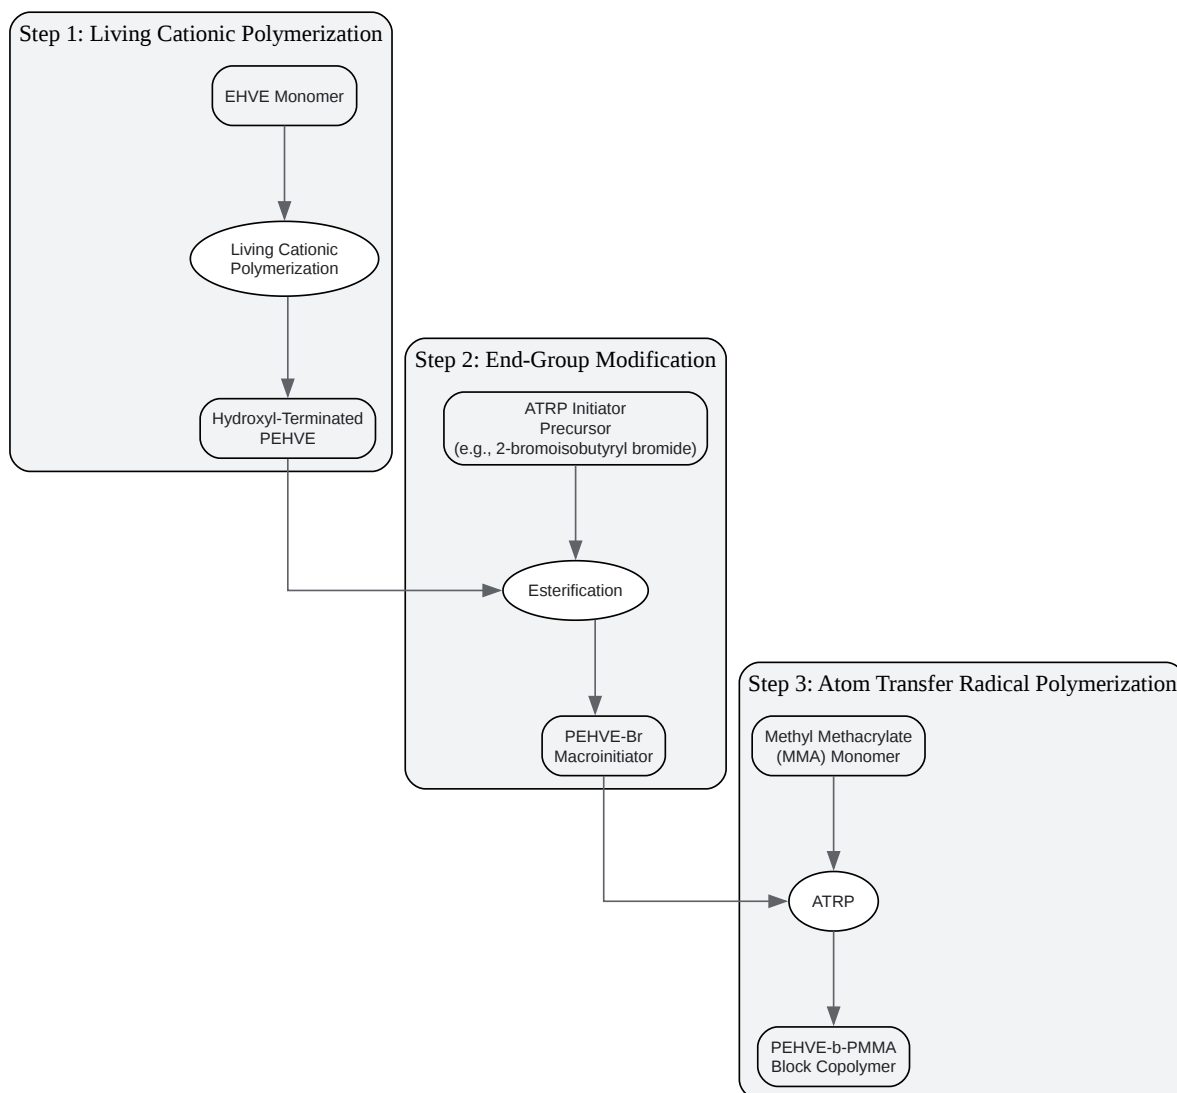 Step 1: Living Cationic Polymerization
EHVE Monomer
Living Cationic
Polymerization
Hydroxyl-Terminated
PEHVE
Step 2: End-Group Modification
ATRP Initiator
Precursor
(e.g., 2-bromoisobutyryl bromide)
Esterification
PEHVE-Br
Macroinitiator
Step 3: Atom Transfer Radical Polymerization
Methyl Methacrylate
(MMA) Monomer
ATRP
PEHVE-b-PMMA
Block Copolymer